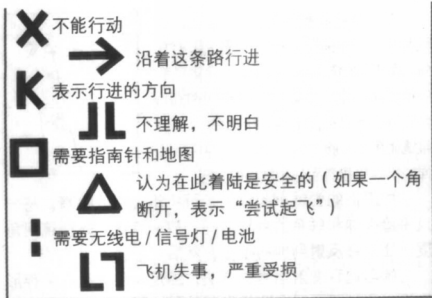 不能行动
沿着这条路行进
表示行进的方向
不理解，不明白
需要指南针和地图
认为在此着陆是安全的（如果一个角
断开，表示“尝试起飞”）
需要无线电/信号灯/电池
飞机失事，严重受损